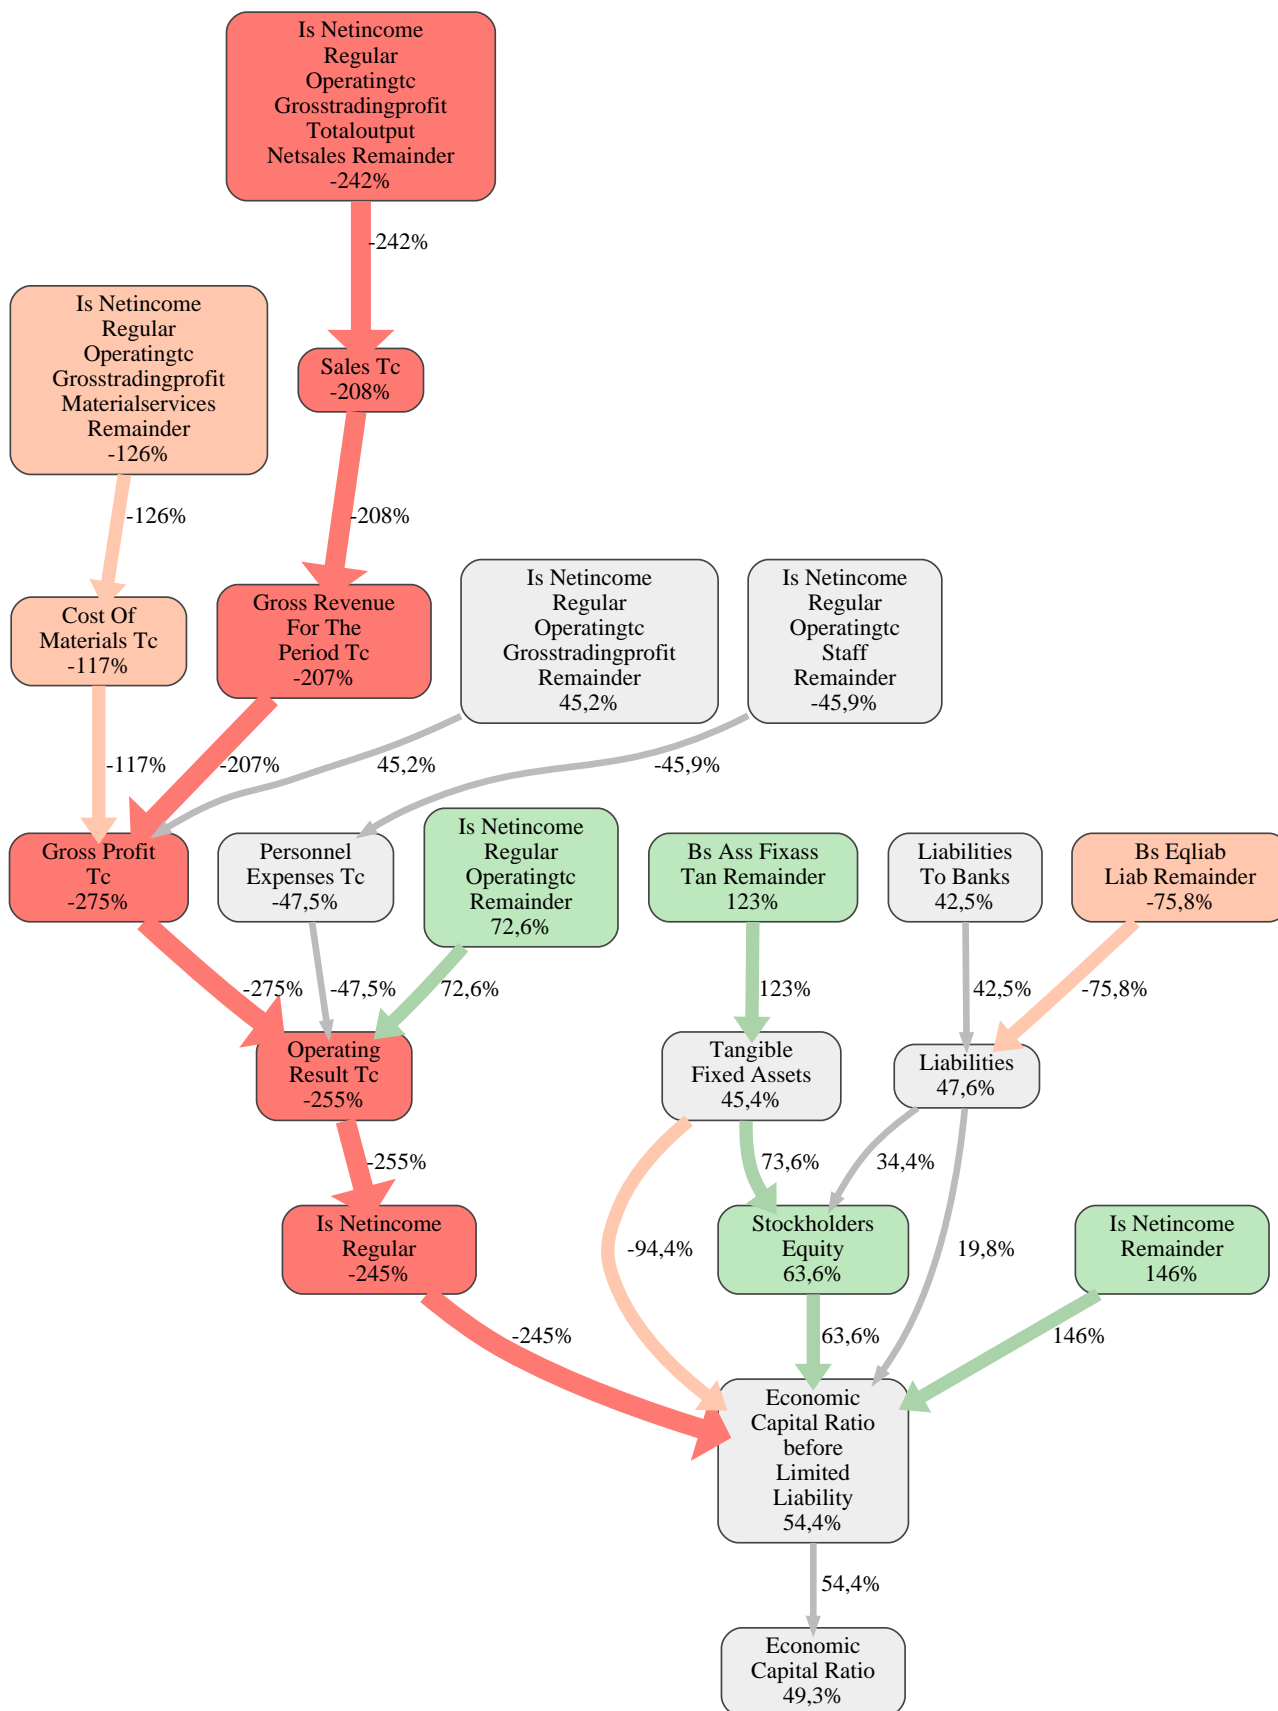 Is Netincome
Regular
Operatingtc
Grosstradingprofit
Totaloutput
Netsales Remainder
-242%
-242%
Is Netincome
Regular
Operatingtc
Grosstradingprofit
Materialservices
Remainder
-126%
Sales Tc
-208%
-126%
-208%
Cost Of
Materials Tc
-117%
Gross Revenue
For The
Period Tc
-207%
Is Netincome
Regular
Operatingtc
Grosstradingprofit
Remainder
45,2%
Is Netincome
Regular
Operatingtc
Staff
Remainder
-45,9%
-117%
-207%
45,2%
-45,9%
Gross Profit
Tc
-275%
Personnel
Expenses Tc
-47,5%
Is Netincome
Regular
Operatingtc
Remainder
72,6%
Bs Ass Fixass
Tan Remainder
123%
Liabilities
To Banks
42,5%
Bs Eqliab
Liab Remainder
-75,8%
-275%
-47,5%
72,6%
123%
42,5%
-75,8%
Operating
Result Tc
-255%
Tangible
Fixed Assets
45,4%
Liabilities
47,6%
-255%
73,6%
34,4%
Is Netincome
Regular
-245%
-94,4%
Stockholders
Equity
63,6%
19,8%
Is Netincome
Remainder
146%
-245%
63,6%
146%
Economic
Capital Ratio
before
Limited
Liability
54,4%
54,4%
Economic
Capital Ratio
49,3%